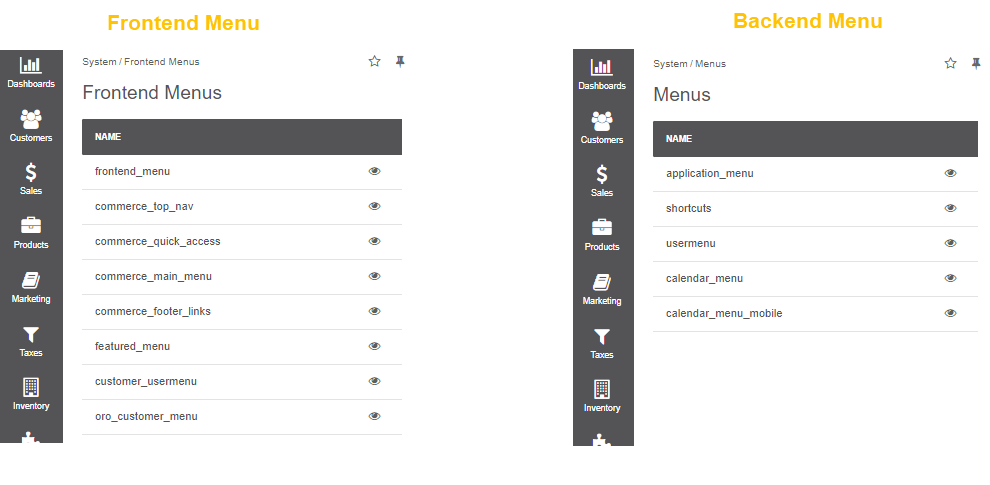 Frontend Menu
Dashboards
Customers
Sales
Products
Marketing
Taxes
Inventory
System / Frontend Menus
Frontend Menus
NAME
frontend_menu
commerce_top_nav
commerce_quick_access
commerce_main_menu
commerce_footer_links
featured_menu
customer_usermenu
oro_customer_menu
Backend Menu
Dashboards
Customers
Sales
Products
Marketing
Taxes
Inventory
System / Menus
Menus
NAME
application_menu
shortcuts
usermenu
calendar_menu
calendar_menu_mobile